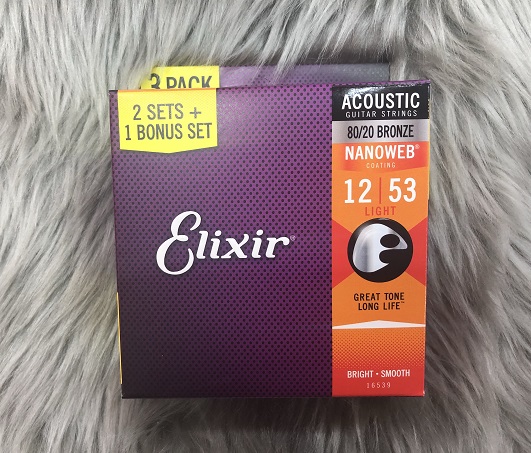 3 PACK
2 SETS +
1 BONUS SET
ACOUSTIC
GUITAR STRINGS
80/20 BRONZE
NANOWEB®
COATING
12 | 53
LIGHT
Elixir®
GREAT TONE
LONG LIFE™
BRIGHT • SMOOTH
16539